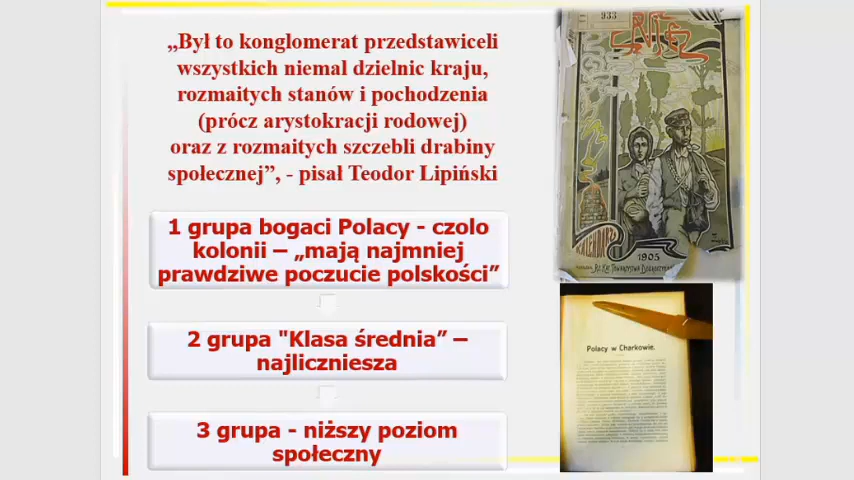 „Był to konglomerat przedstawiceli
wszystkich niemal dzielnic kraju,
rozmaitych stanów i pochodzenia
(prócz arystokracji rodowej)
oraz z rozmaitych szczebli drabiny
społecznej”, - pisał Teodor Lipiński
1 grupa bogaci Polacy - czolo
kolonii – „mają najmniej
prawdziwe poczucie polskości”
2 grupa "Klasa średnia” –
najliczniesza
3 grupa - niższy poziom
społeczny
933
KALENDARZ
1905
Polacy w Charkowie.